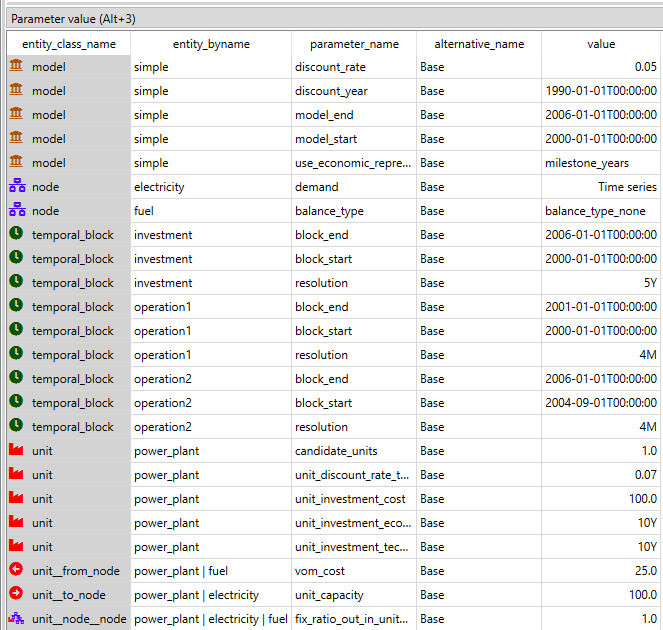 Parameter value (Alt+3)
entity_class_name entity_byname parameter_name alternative_name value
model simple discount_rate Base 0.05
model simple discount_year Base 1990-01-01T00:00:00
model simple model_end Base 2006-01-01T00:00:00
model simple model_start Base 2000-01-01T00:00:00
model simple use_economic_repre... Base milestone_years
node electricity demand Base Time series
node fuel balance_type Base balance_type_none
temporal_block investment block_end Base 2006-01-01T00:00:00
temporal_block investment block_start Base 2000-01-01T00:00:00
temporal_block investment resolution Base 5Y
temporal_block operation1 block_end Base 2001-01-01T00:00:00
temporal_block operation1 block_start Base 2000-01-01T00:00:00
temporal_block operation1 resolution Base 4M
temporal_block operation2 block_end Base 2006-01-01T00:00:00
temporal_block operation2 block_start Base 2004-09-01T00:00:00
temporal_block operation2 resolution Base 4M
unit power_plant candidate_units Base 1.0
unit power_plant unit_discount_rate_t... Base 0.07
unit power_plant unit_investment_cost Base 100.0
unit power_plant unit_investment_eco... Base 10Y
unit power_plant unit_investment_tec... Base 10Y
unit__from_node power_plant | fuel vom_cost Base 25.0
unit__to_node power_plant | electricity unit_capacity Base 100.0
unit__node__node power_plant | electricity | fuel fix_ratio_out_in_unit... Base 1.0